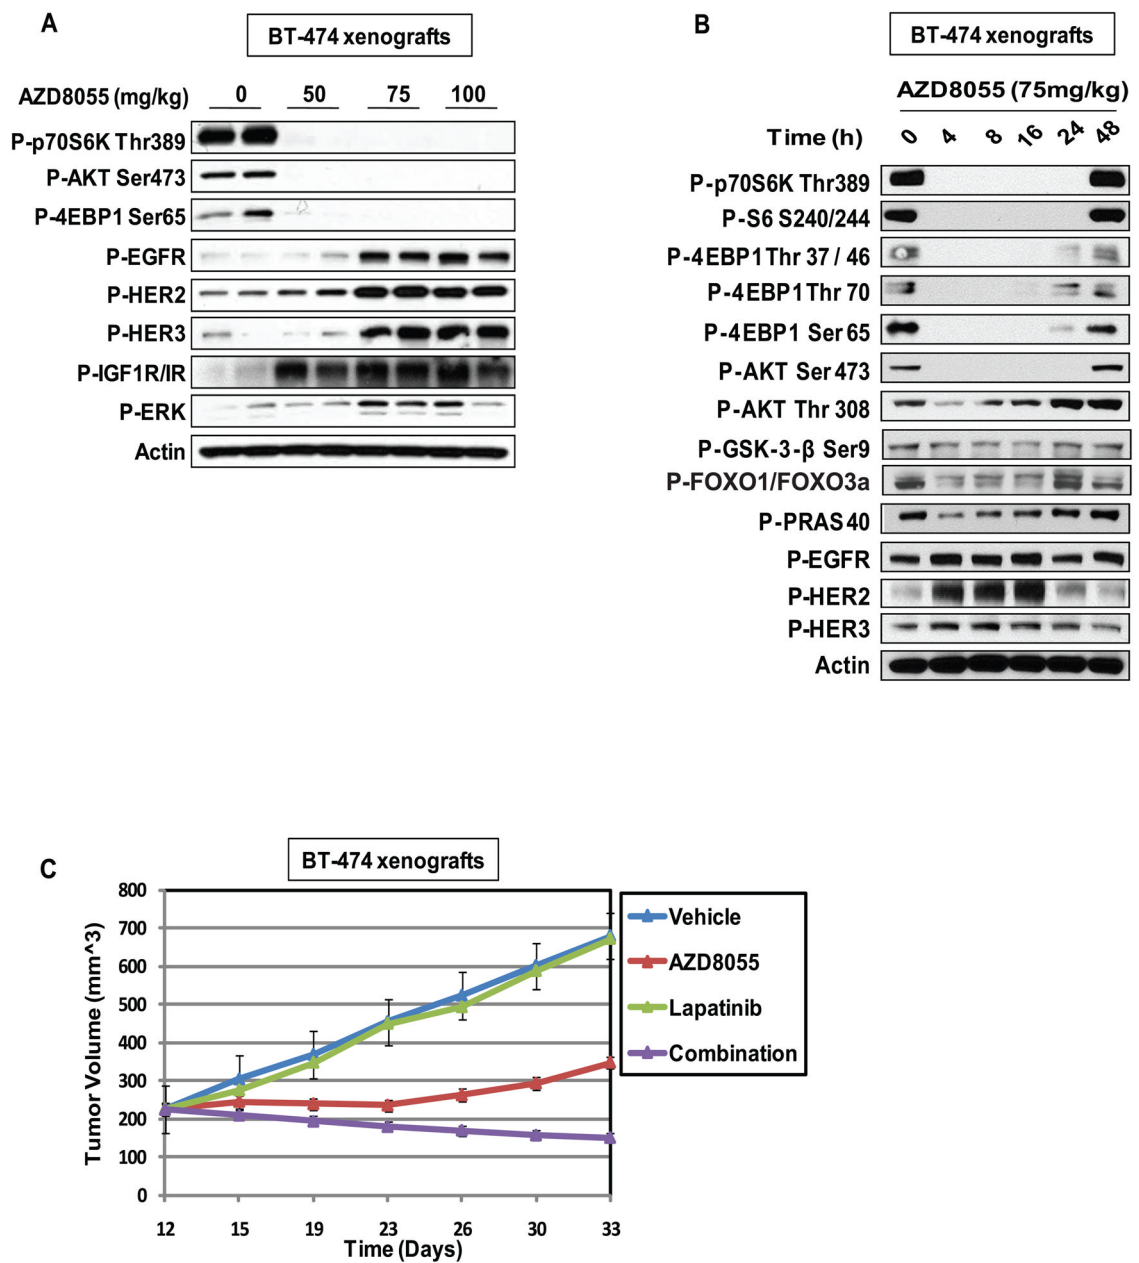 A
BT-474 xenografts
AZD8055 (mg/kg) 0 50 75 100
P-p70S6K Thr389
P-AKT Ser473
P-4EBP1 Ser65
P-EGFR
P-HER2
P-HER3
P-IGF1R/IR
P-ERK
Actin
B
BT-474 xenografts
AZD8055 (75mg/kg)
Time (h) 0 4 8 16 24 48
P-p70S6K Thr389
P-S6 S240/244
P-4EBP1Thr 37 / 46
P-4EBP1Thr 70
P-4EBP1 Ser 65
P-AKT Ser 473
P-AKT Thr 308
P-GSK-3-β Ser9
P-FOXO1/FOXO3a
P-PRAS40
P-EGFR
P-HER2
P-HER3
Actin
C
BT-474 xenografts
Tumor Volume (mm^3)
800
700
600
500
400
300
200
100
0
12 15 19 23 26 30 33
Time (Days)
Vehicle
AZD8055
Lapatinib
Combination